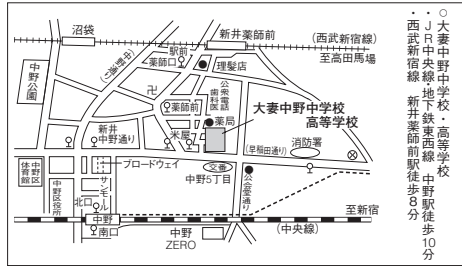 ○大妻中野中学校・高等学校
・JR中央線・地下鉄東西線 中野駅徒歩10分
・西武新宿線 新井薬師前駅徒歩8分
沼袋
新井薬師前
(西武新宿線)
至高田馬場
中野通り
駅前
薬師口
理髪店
中野公園
卍
薬師前
公衆電話
歯科医
薬局
大妻中野中学校
高等学校
新井
中野通り
米屋
(早稲田通り)
消防署
ブロードウェイ
交番
中野5丁目
中野区
体育館
中野区役所
サンモール
公会堂通り
北口
至新宿
中野
(中央線)
南口
中野
ZERO